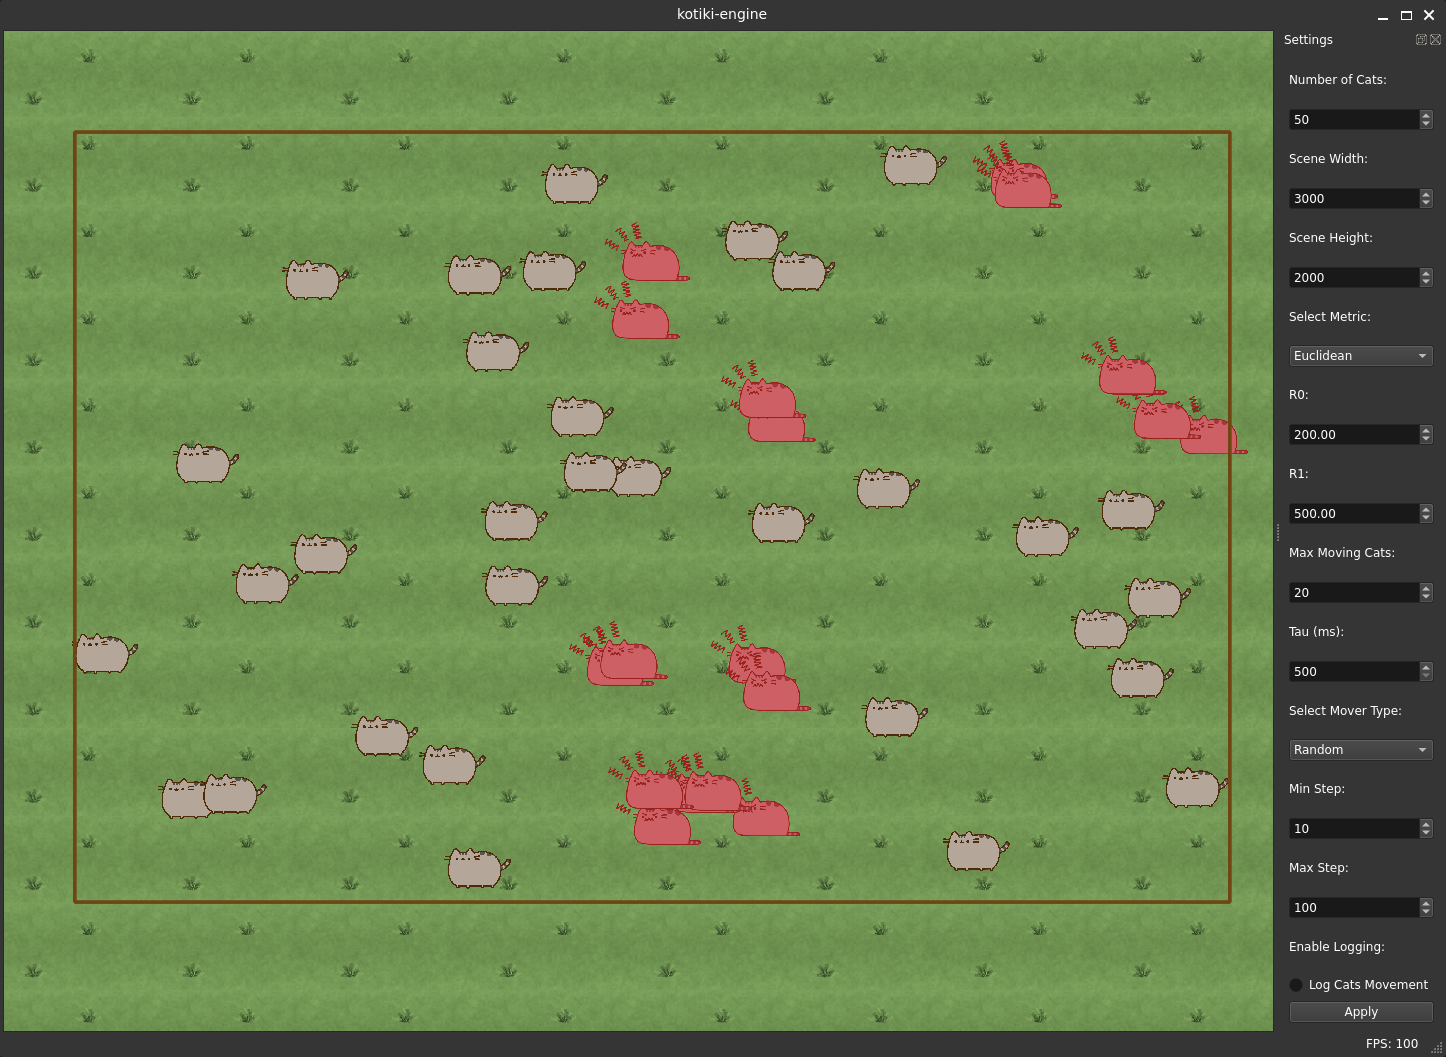 kotiki-engine
Settings
Number of Cats:
50
Scene Width:
3000
Scene Height:
2000
Select Metric:
Euclidean
R0:
200.00
R1:
500.00
Max Moving Cats:
20
Tau (ms):
500
Select Mover Type:
Random
Min Step:
10
Max Step:
100
Enable Logging:
Log Cats Movement
Apply
FPS: 100